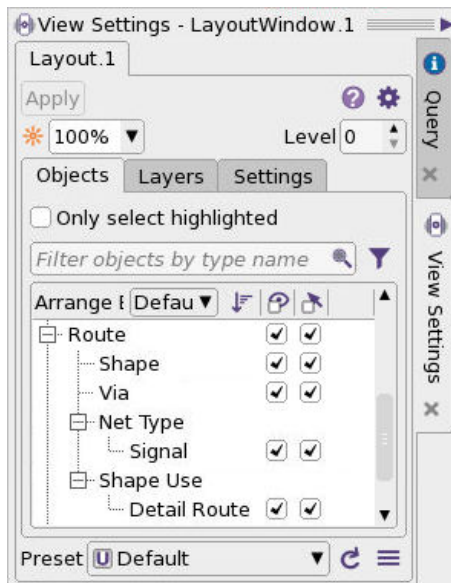 View Settings - LayoutWindow.1
Layout.1
Apply
100%
Level 0
Objects Layers Settings
Only select highlighted
Filter objects by type name
Arrange Defau
Route
Shape
Via
Net Type
Signal
Shape Use
Detail Route
Preset U Default
Query
View Settings